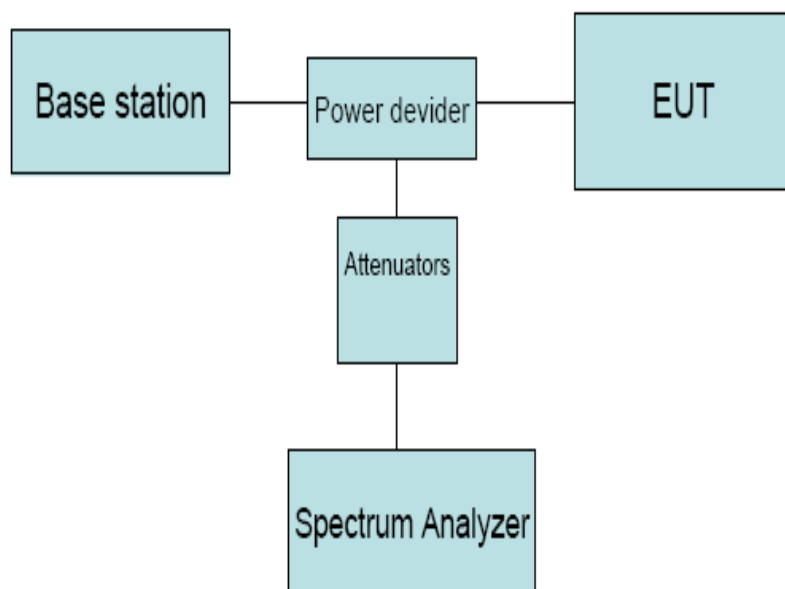 Base station
Power devider
EUT
Attenuators
Spectrum Analyzer